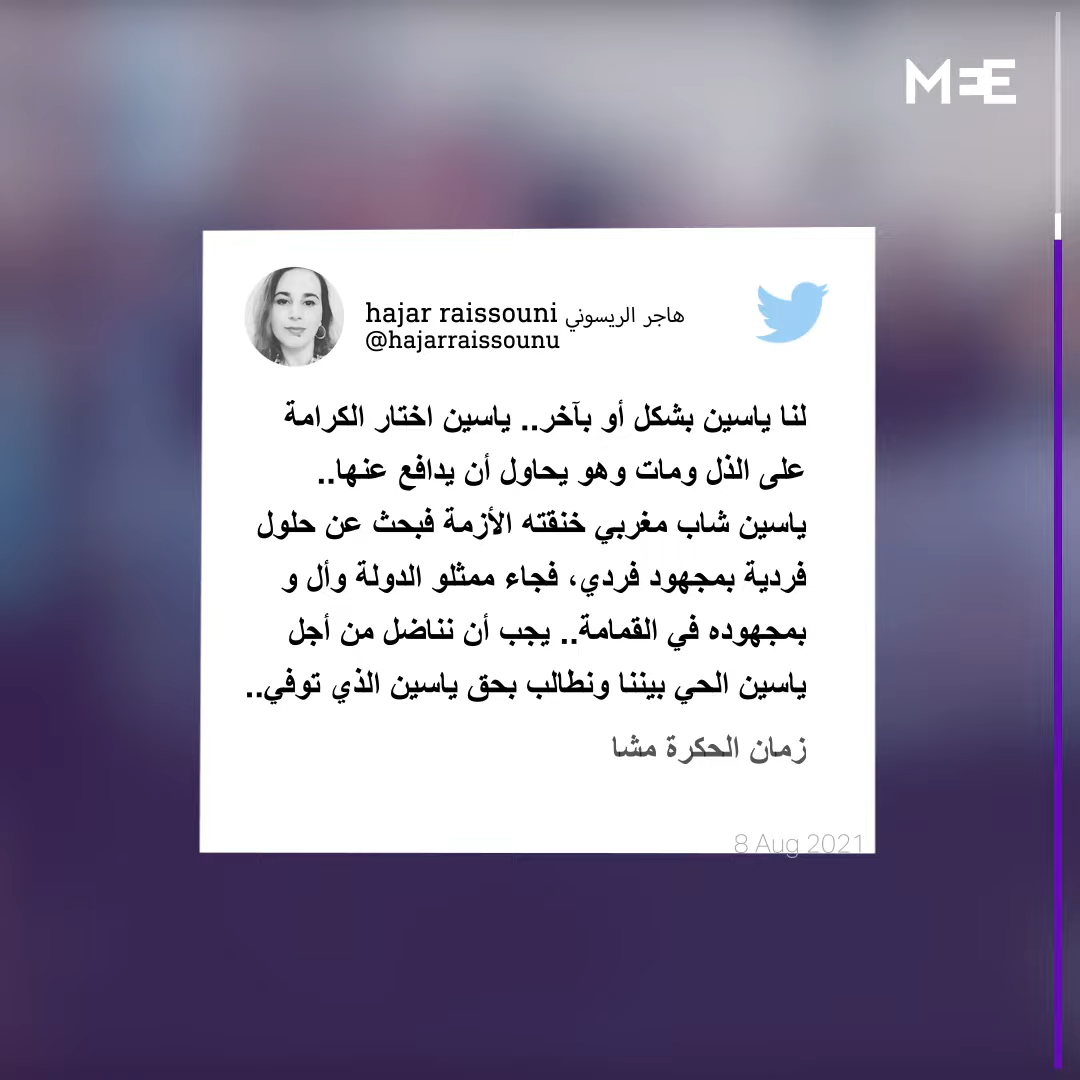 MEE
hajar raissouni هاجر الريسوني
@hajarraissounu
لنا ياسين بشكل أو بآخر.. ياسين اختار الكرامة
على الذل ومات وهو يحاول أن يدافع عنها..
ياسين شاب مغربي خنقته الأزمة فبحث عن حلول
فردية بمجهود فردي، فجاء ممثلو الدولة وأل و
بمجهوده في القمامة.. يجب أن نناضل من أجل
ياسين الحي بيننا ونطالب بحق ياسين الذي توفي..
زمان الحكرة مشا
8 Aug 2021